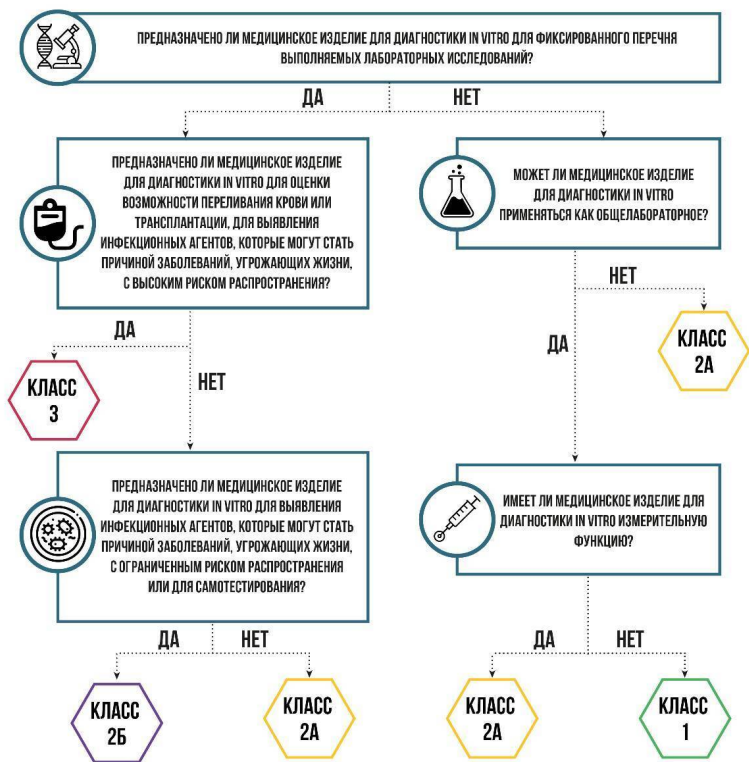 ПРЕДНАЗНАЧЕНО ЛИ МЕДИЦИНСКОЕ ИЗДЕЛИЕ ДЛЯ ДИАГНОСТИКИ IN VITRO ДЛЯ ФИКСИРОВАННОГО ПЕРЕЧНЯ
ВЫПОЛНЯЕМЫХ ЛАБОРАТОРНЫХ ИССЛЕДОВАНИЙ?
ДА
НЕТ
ПРЕДНАЗНАЧЕНО ЛИ МЕДИЦИНСКОЕ ИЗДЕЛИЕ
ДЛЯ ДИАГНОСТИКИ IN VITRO ДЛЯ ОЦЕНКИ
ВОЗМОЖНОСТИ ПЕРЕЛИВАНИЯ КРОВИ ИЛИ
ТРАНСПЛАНТАЦИИ, ДЛЯ ВЫЯВЛЕНИЯ
ИНФЕКЦИОННЫХ АГЕНТОВ, КОТОРЫЕ МОГУТ СТАТЬ
ПРИЧИНОЙ ЗАБОЛЕВАНИЙ, УГРОЖАЮЩИХ ЖИЗНИ,
С ВЫСОКИМ РИСКОМ РАСПРОСТРАНЕНИЯ?
МОЖЕТ ЛИ МЕДИЦИНСКОЕ ИЗДЕЛИЕ
ДЛЯ ДИАГНОСТИКИ IN VITRO
ПРИМЕНЯТЬСЯ КАК ОБЩЕЛАБОРАТОРНОЕ?
ДА
НЕТ
КЛАСС
3
НЕТ
ДА
КЛАСС
2А
ПРЕДНАЗНАЧЕНО ЛИ МЕДИЦИНСКОЕ ИЗДЕЛИЕ
ДЛЯ ДИАГНОСТИКИ IN VITRO ДЛЯ ВЫЯВЛЕНИЯ
ИНФЕКЦИОННЫХ АГЕНТОВ, КОТОРЫЕ МОГУТ СТАТЬ
ПРИЧИНОЙ ЗАБОЛЕВАНИЙ, УГРОЖАЮЩИХ ЖИЗНИ,
С ОГРАНИЧЕННЫМ РИСКОМ РАСПРОСТРАНЕНИЯ
ИЛИ ДЛЯ САМОТЕСТИРОВАНИЯ?
ИМЕЕТ ЛИ МЕДИЦИНСКОЕ ИЗДЕЛИЕ ДЛЯ
ДИАГНОСТИКИ IN VITRO ИЗМЕРИТЕЛЬНУЮ
ФУНКЦИЮ?
ДА
НЕТ
ДА
НЕТ
КЛАСС
2Б
КЛАСС
2А
КЛАСС
2А
КЛАСС
1